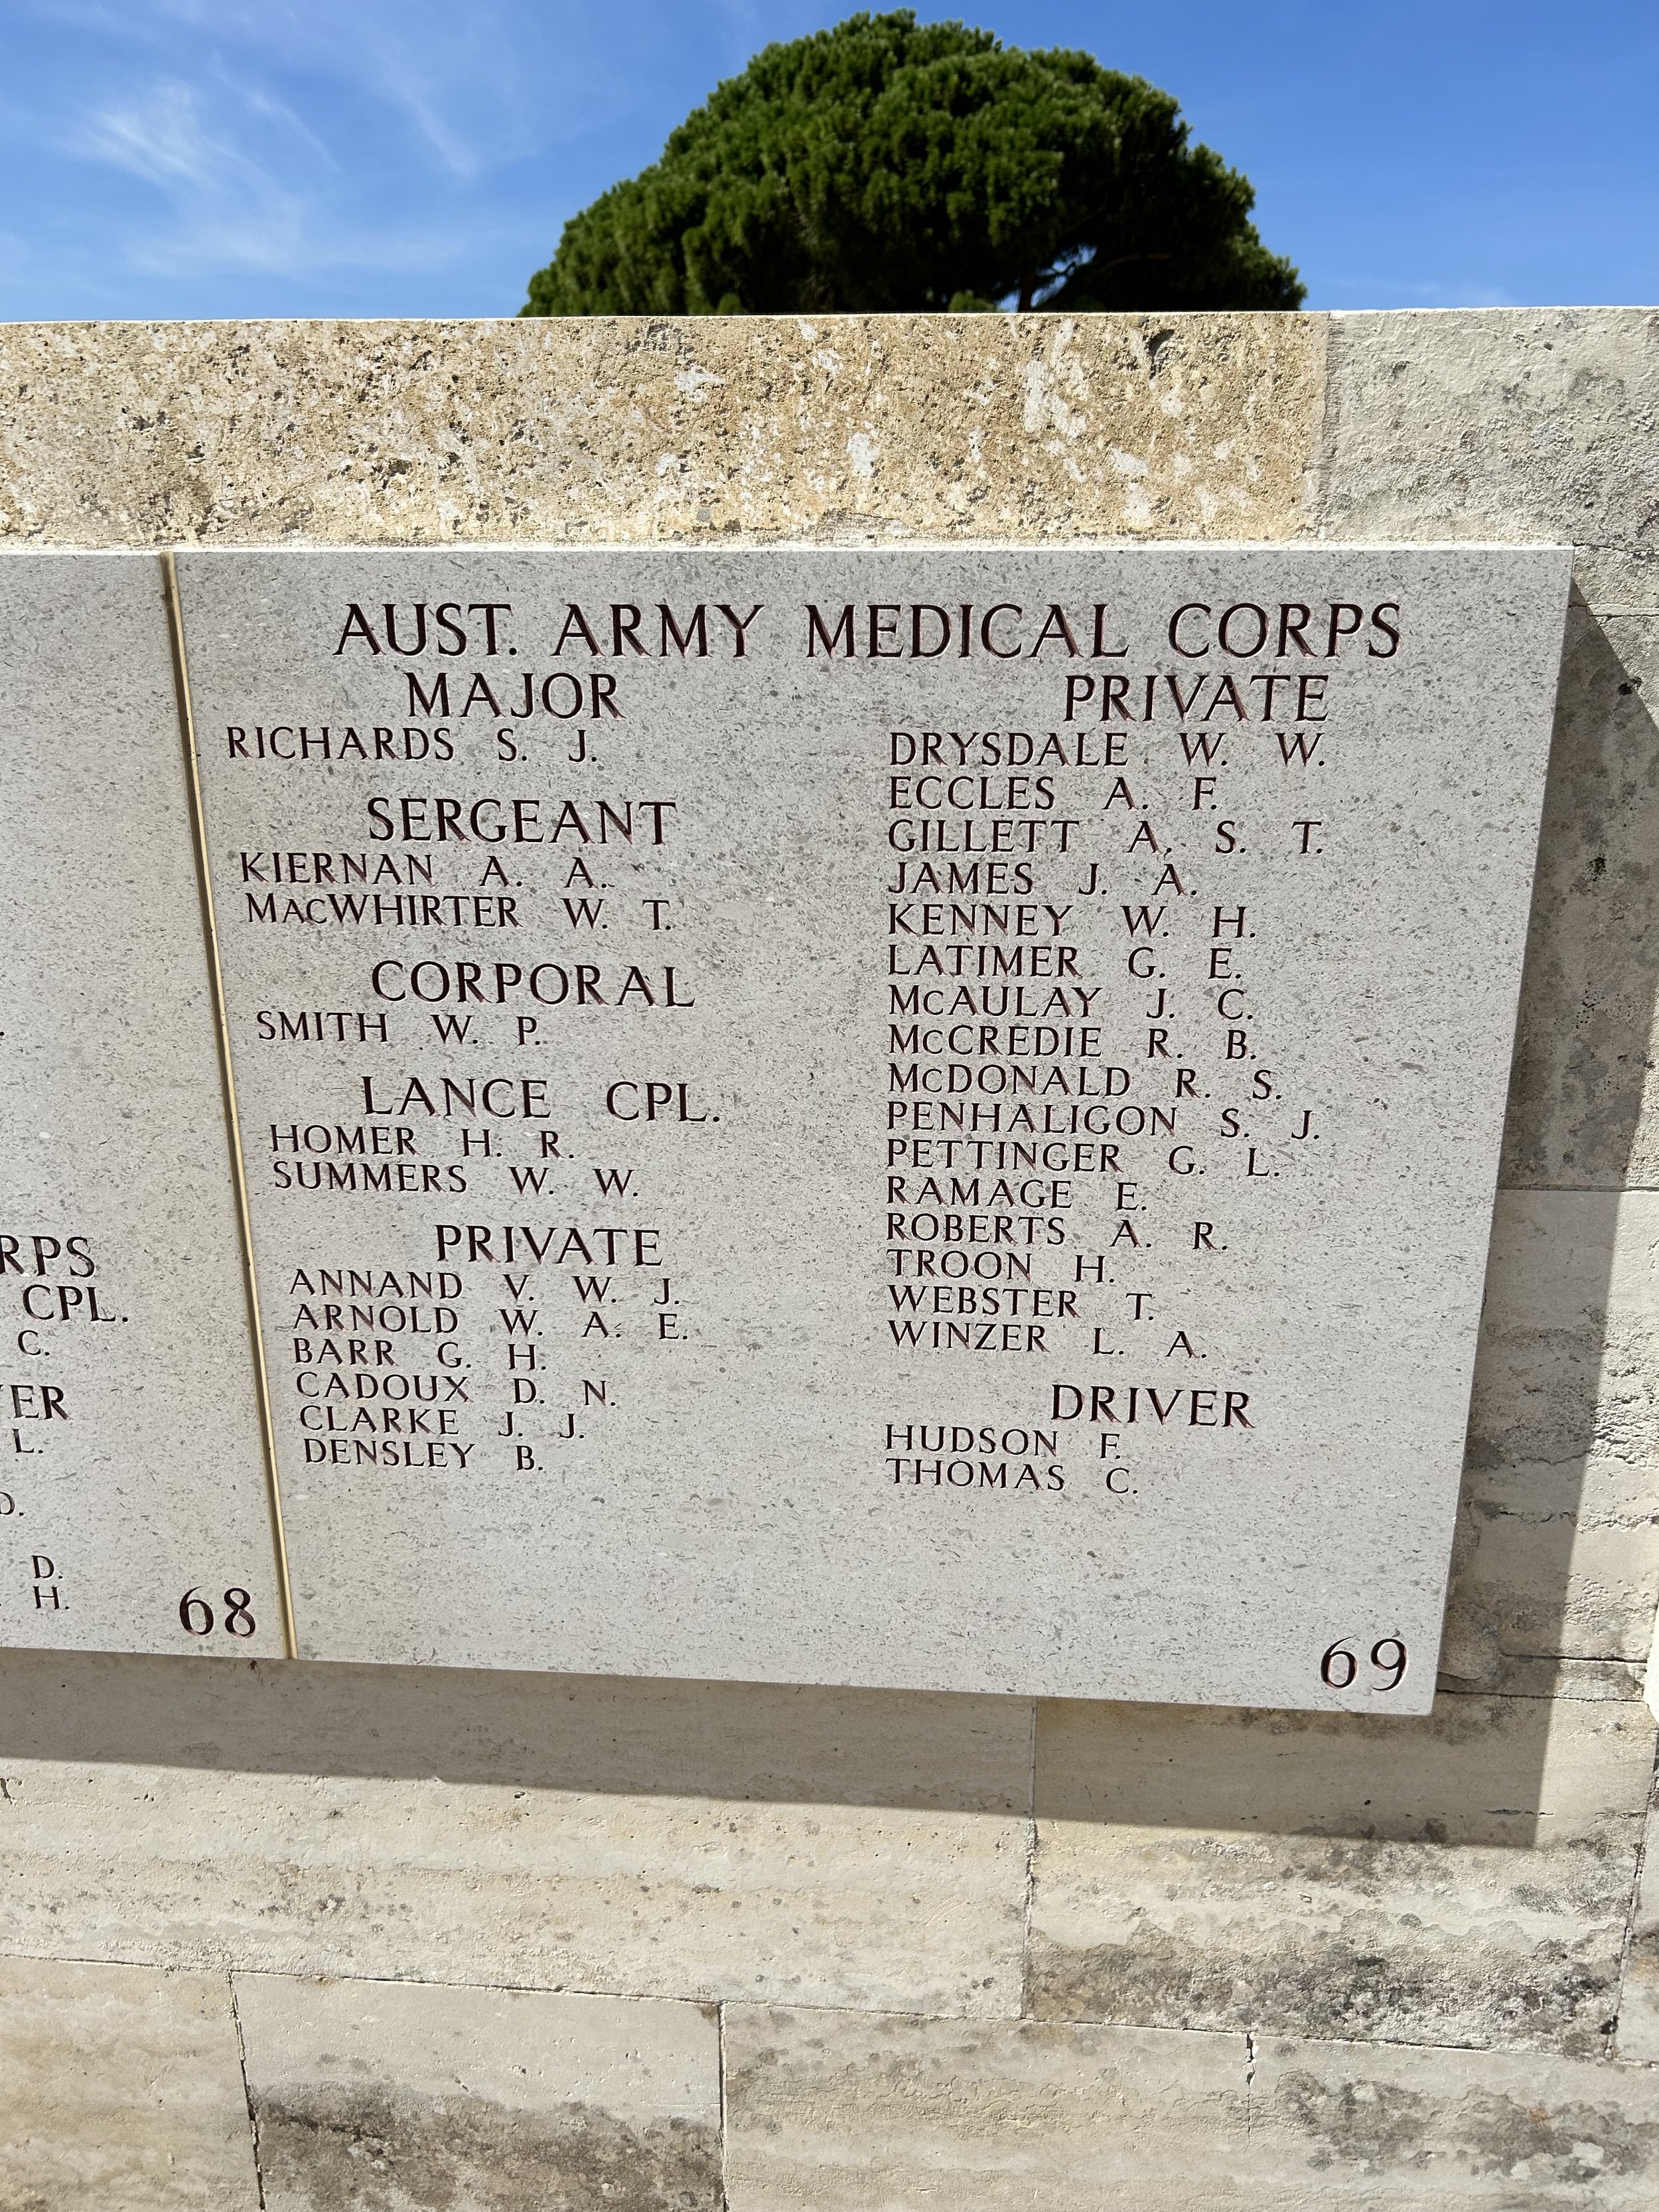 RPS
CPL.
C.
L.
D.
D.
H.
68
AUST. ARMY MEDICAL CORPS
MAJOR
RICHARDS S. J.
SERGEANT
KIERNAN A. A.
MACWHIRTER W. T.
CORPORAL
SMITH W. P.
LANCE CPL.
HOMER H. R.
SUMMERS W. W.
PRIVATE
ANNAND V. W. J.
ARNOLD W. A. E.
BARR G. H.
CADOUX D. N.
CLARKE J. J.
DENSLEY B.
PRIVATE
DRYSDALE W. W.
ECCLES A. F.
GILLETT A. S. T.
JAMES J. A.
KENNEY W. H.
LATIMER G. E.
McAULAY J. C.
McCREDIE R. B.
McDONALD R. S.
PENHALIGON S. J.
PETTINGER G. L.
RAMAGE E.
ROBERTS A. R.
TROON H.
WEBSTER T.
WINZER L. A.
DRIVER
HUDSON F.
THOMAS C.
69